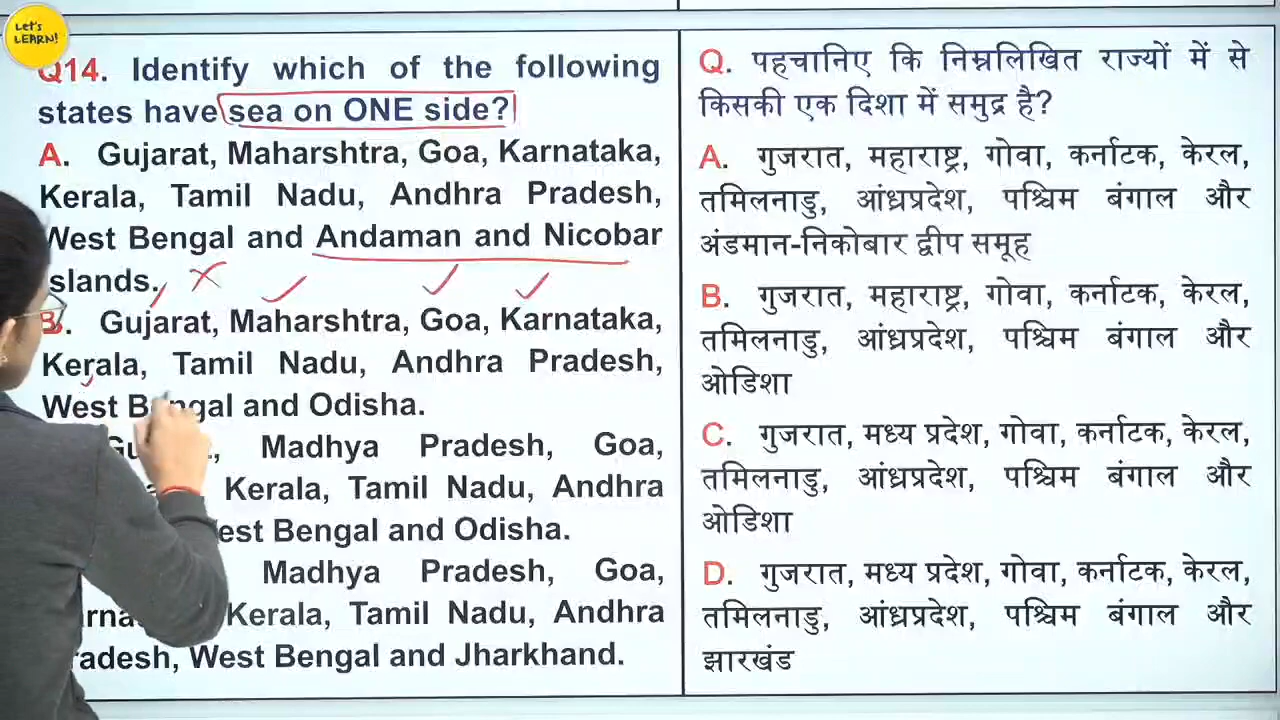 Let's
LEARN!
Q14. Identify which of the following
states have sea on ONE side?
A. Gujarat, Maharshtra, Goa, Karnataka,
Kerala, Tamil Nadu, Andhra Pradesh,
West Bengal and Andaman and Nicobar
slands.
B. Gujarat, Maharshtra, Goa, Karnataka,
Kerala, Tamil Nadu, Andhra Pradesh,
West Bengal and Odisha.
Madhya Pradesh, Goa,
Kerala, Tamil Nadu, Andhra
est Bengal and Odisha.
Madhya Pradesh, Goa,
Kerala, Tamil Nadu, Andhra
radesh, West Bengal and Jharkhand.
Q. पहचानिए कि निम्नलिखित राज्यों में से
किसकी एक दिशा में समुद्र है?
A. गुजरात, महाराष्ट्र, गोवा, कर्नाटक, केरल,
तमिलनाडु, आंध्रप्रदेश, पश्चिम बंगाल और
अंडमान-निकोबार द्वीप समूह
B. गुजरात, महाराष्ट्र, गोवा, कर्नाटक, केरल,
तमिलनाडु, आंध्रप्रदेश, पश्चिम बंगाल और
ओडिशा
C. गुजरात, मध्य प्रदेश, गोवा, कर्नाटक, केरल,
तमिलनाडु, आंध्रप्रदेश, पश्चिम बंगाल और
ओडिशा
D. गुजरात, मध्य प्रदेश, गोवा, कर्नाटक, केरल,
तमिलनाडु, आंध्रप्रदेश, पश्चिम बंगाल और
झारखंड